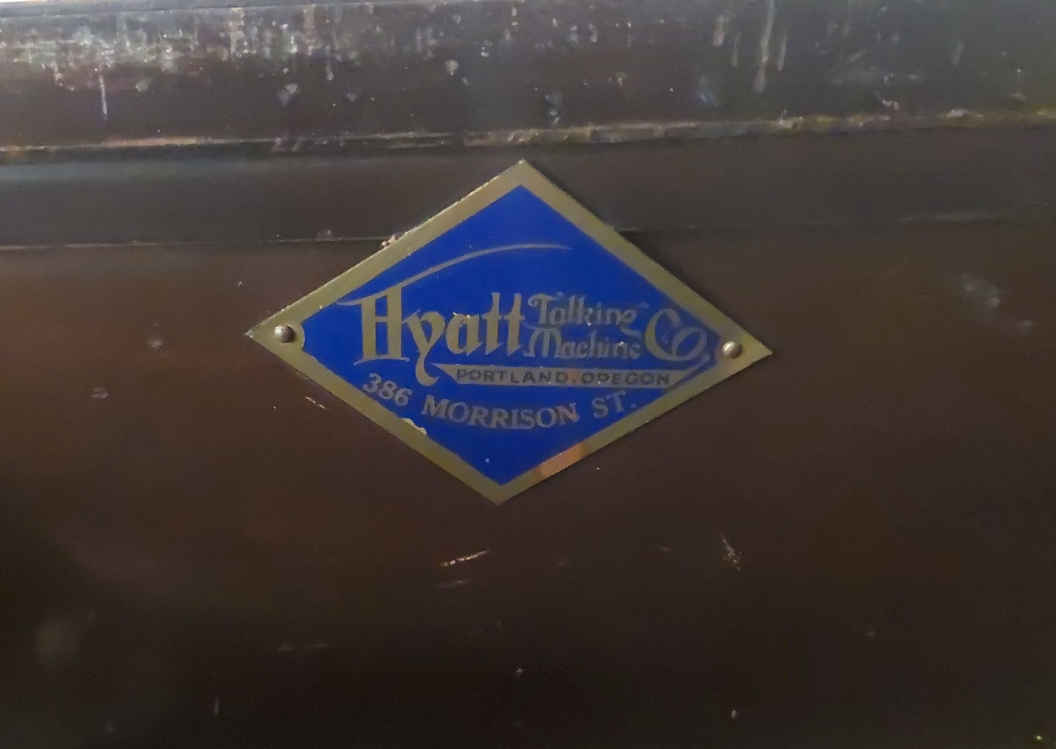 Hyatt Talking Machine Co
PORTLAND, OREGON
386 MORRISON ST.